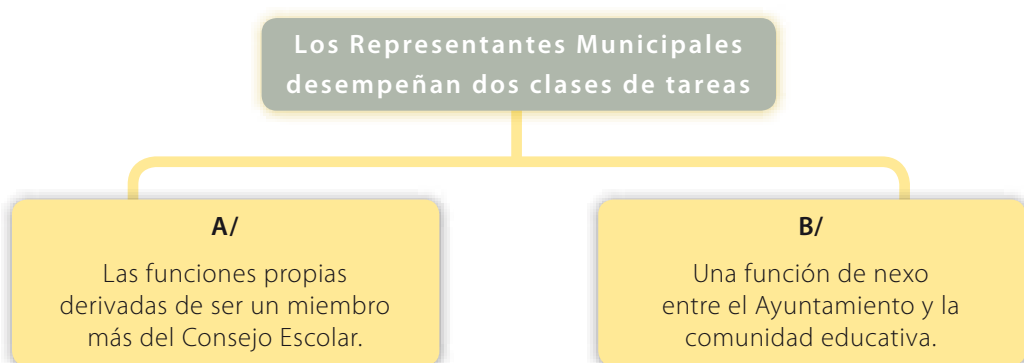 Los Representantes Municipales
desempeñan dos clases de tareas
A/
Las funciones propias
derivadas de ser un miembro
más del Consejo Escolar.
B/
Una función de nexo
entre el Ayuntamiento y la
comunidad educativa.